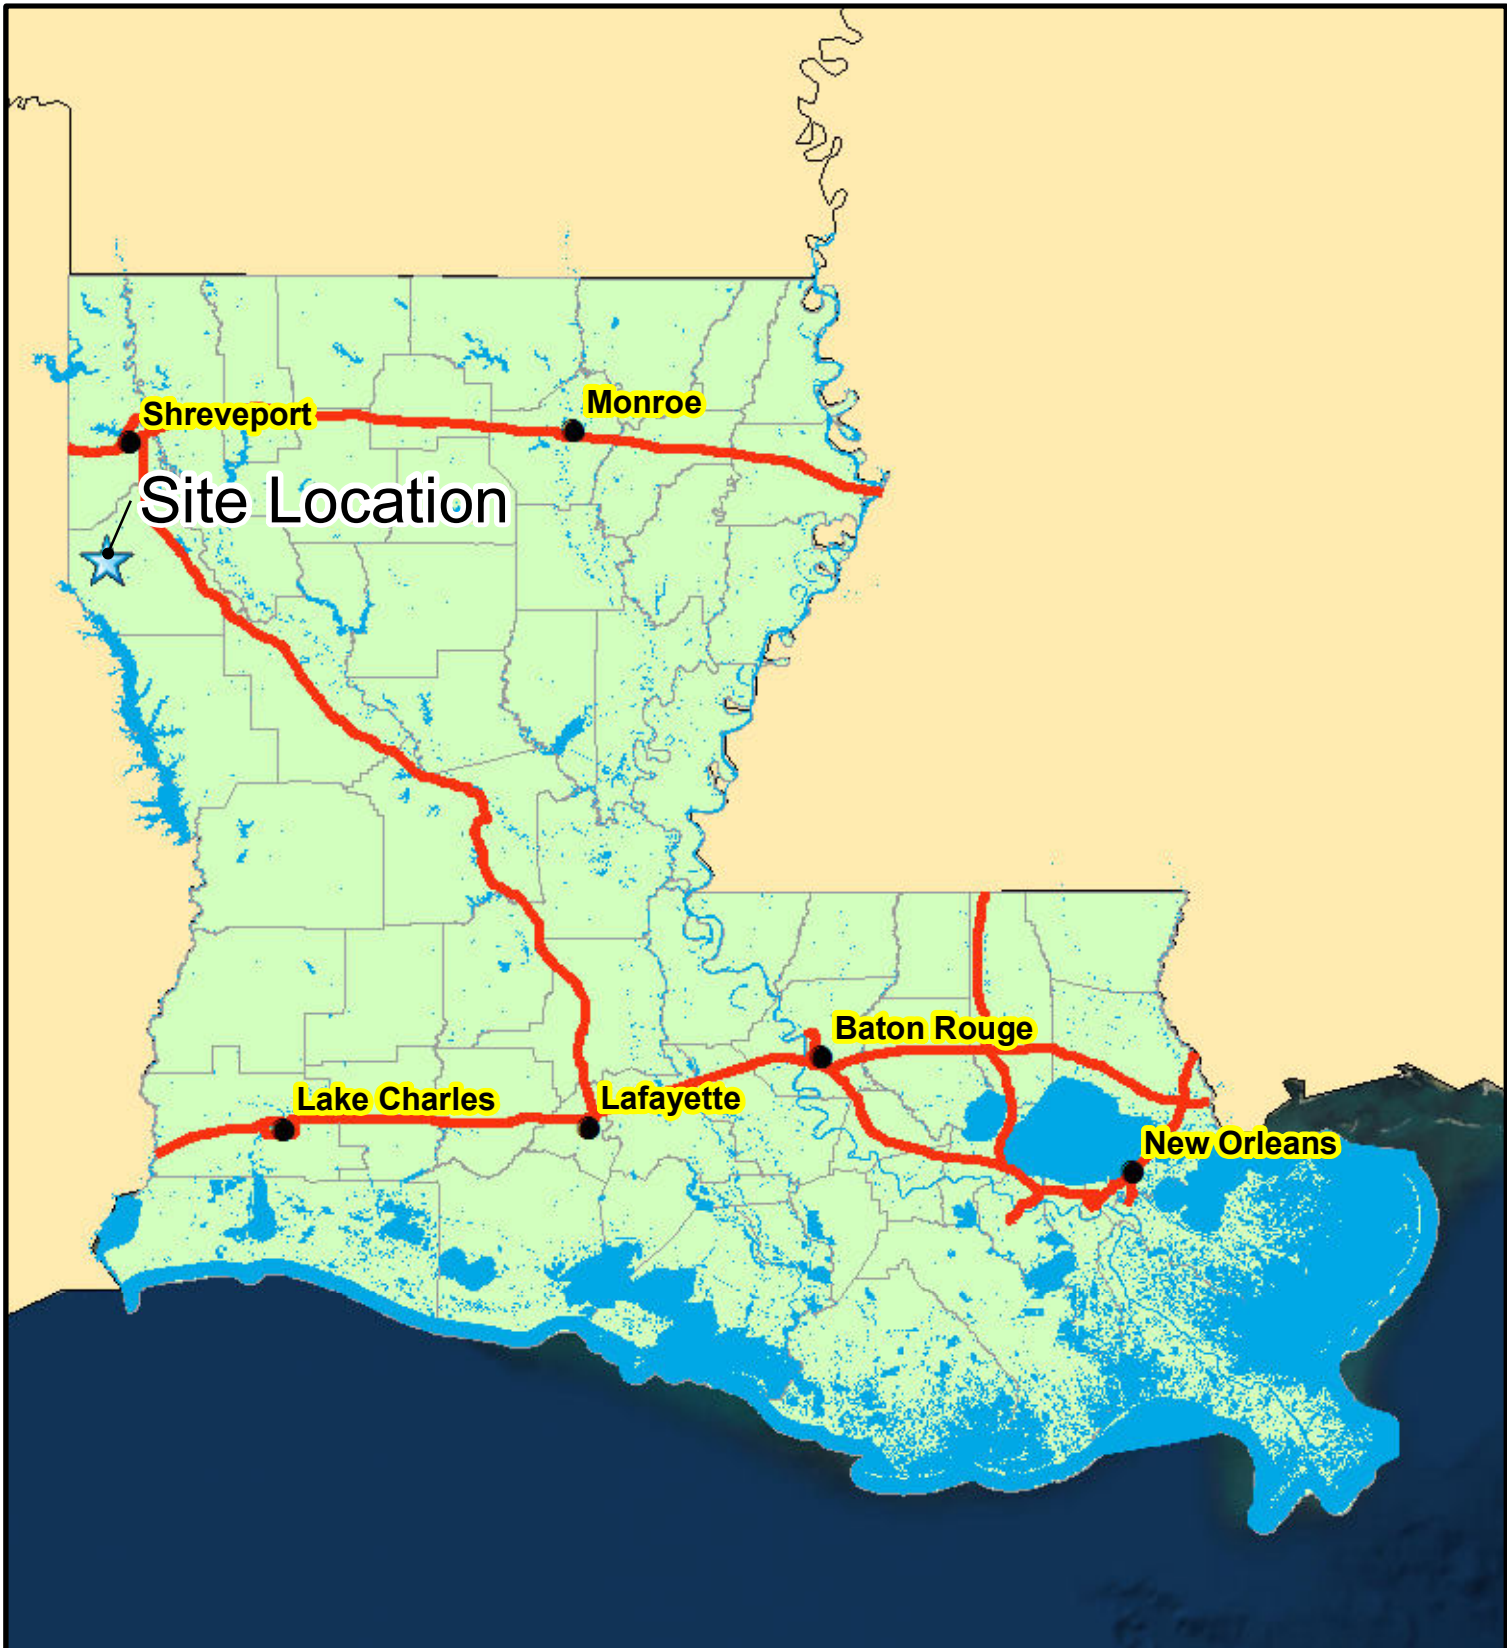 Monroe
Shreveport
Site Location
Baton Rouge
Lake Charles
Lafayette
New Orleans